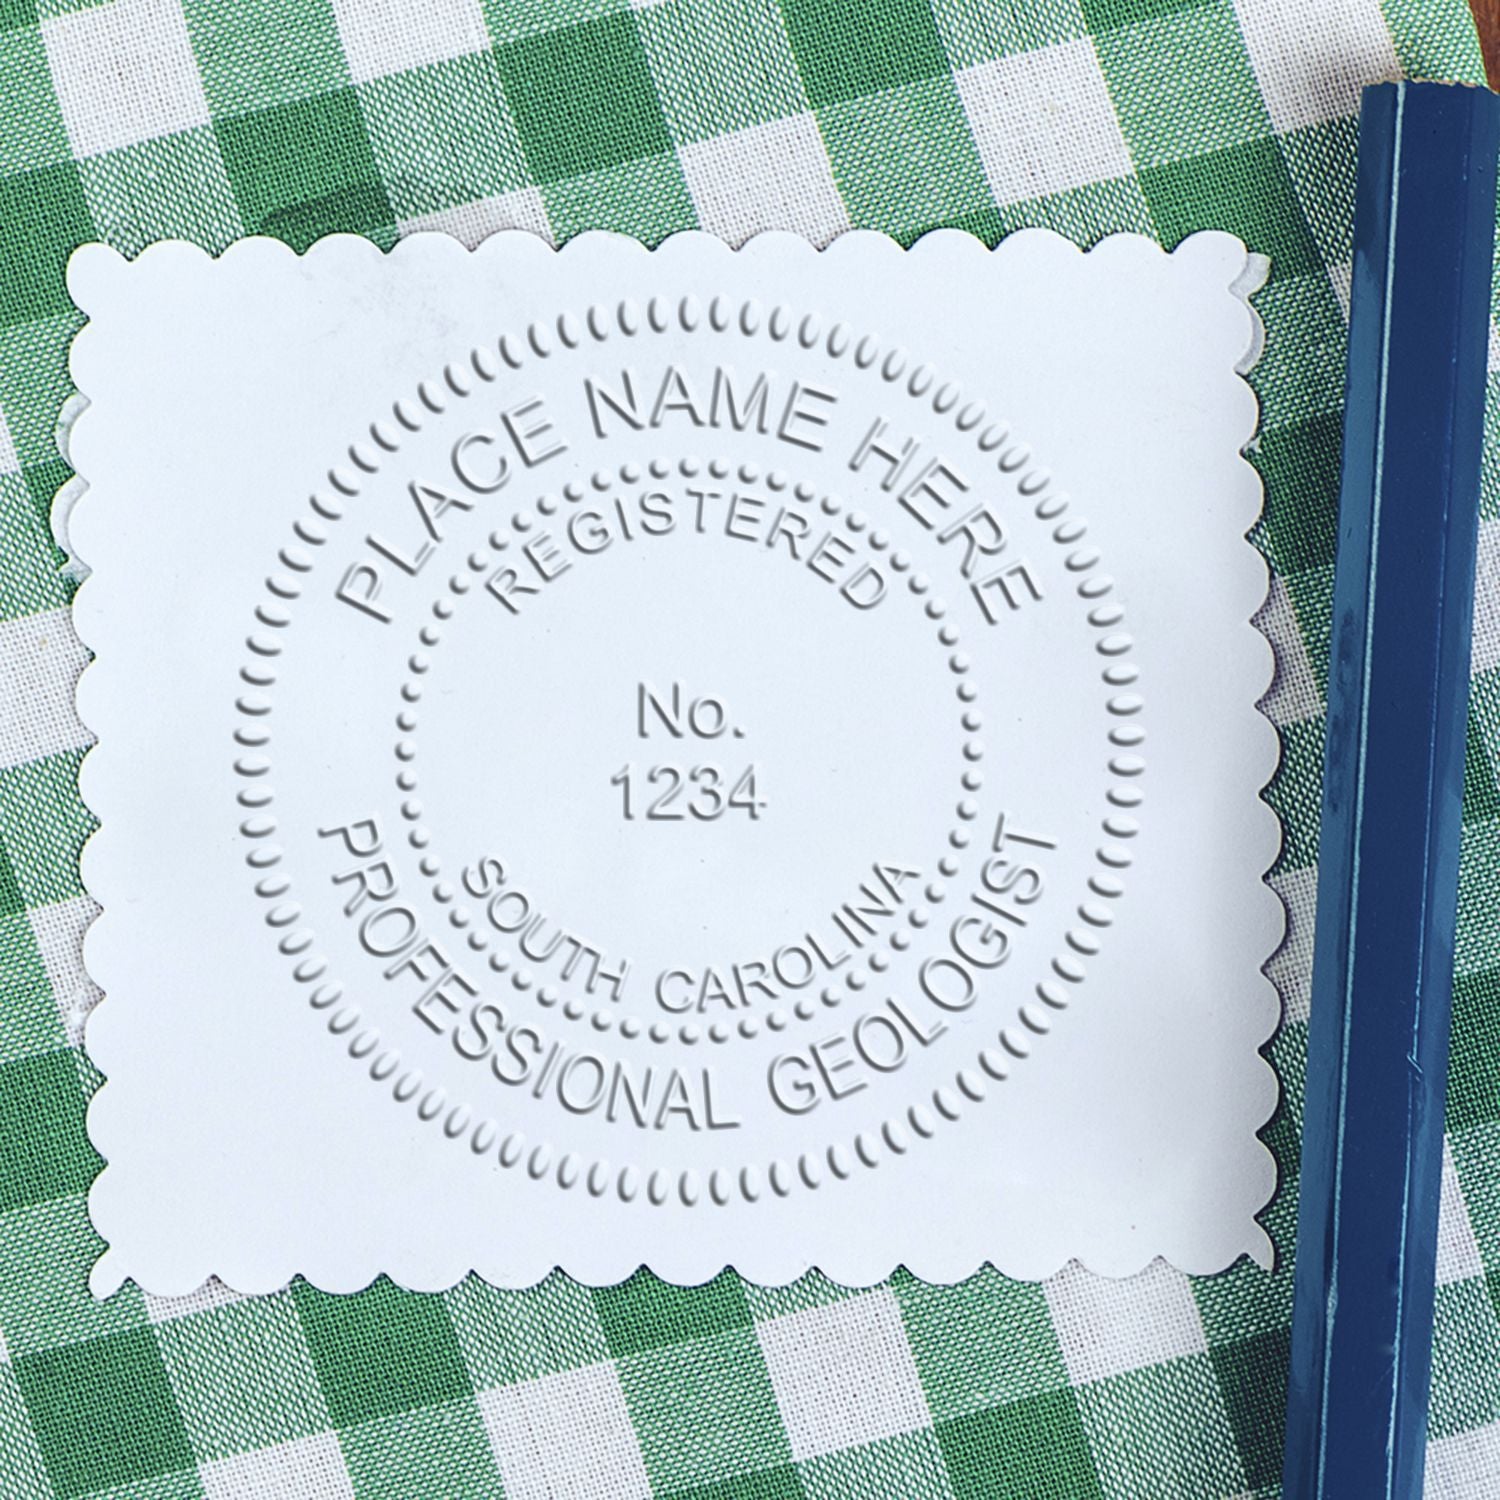 PLACE NAME HERE
REGISTERED
No.
1234
SOUTH CAROLINA
PROFESSIONAL GEOLOGIST